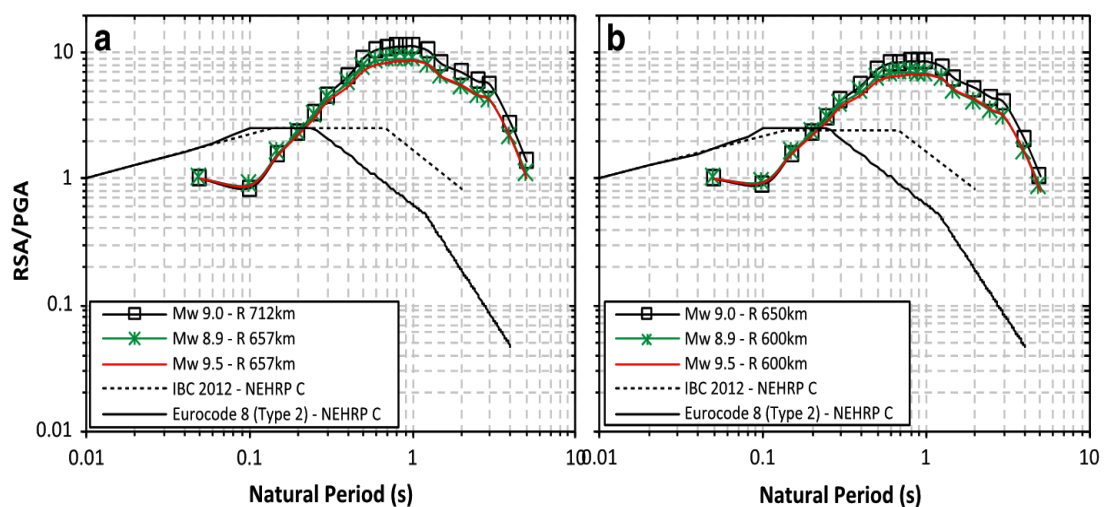 a
b
RSA/PGA
10
1
0.1
0.01
Mw 9.0 - R 712km
Mw 8.9 - R 657km
Mw 9.5 - R 657km
IBC 2012 - NEHRP C
Eurocode 8 (Type 2) - NEHRP C
Mw 9.0 - R 650km
Mw 8.9 - R 600km
Mw 9.5 - R 600km
IBC 2012 - NEHRP C
Eurocode 8 (Type 2) - NEHRP C
0.01 0.1 1 10
0.01 0.1 1 10
Natural Period (s)
Natural Period (s)